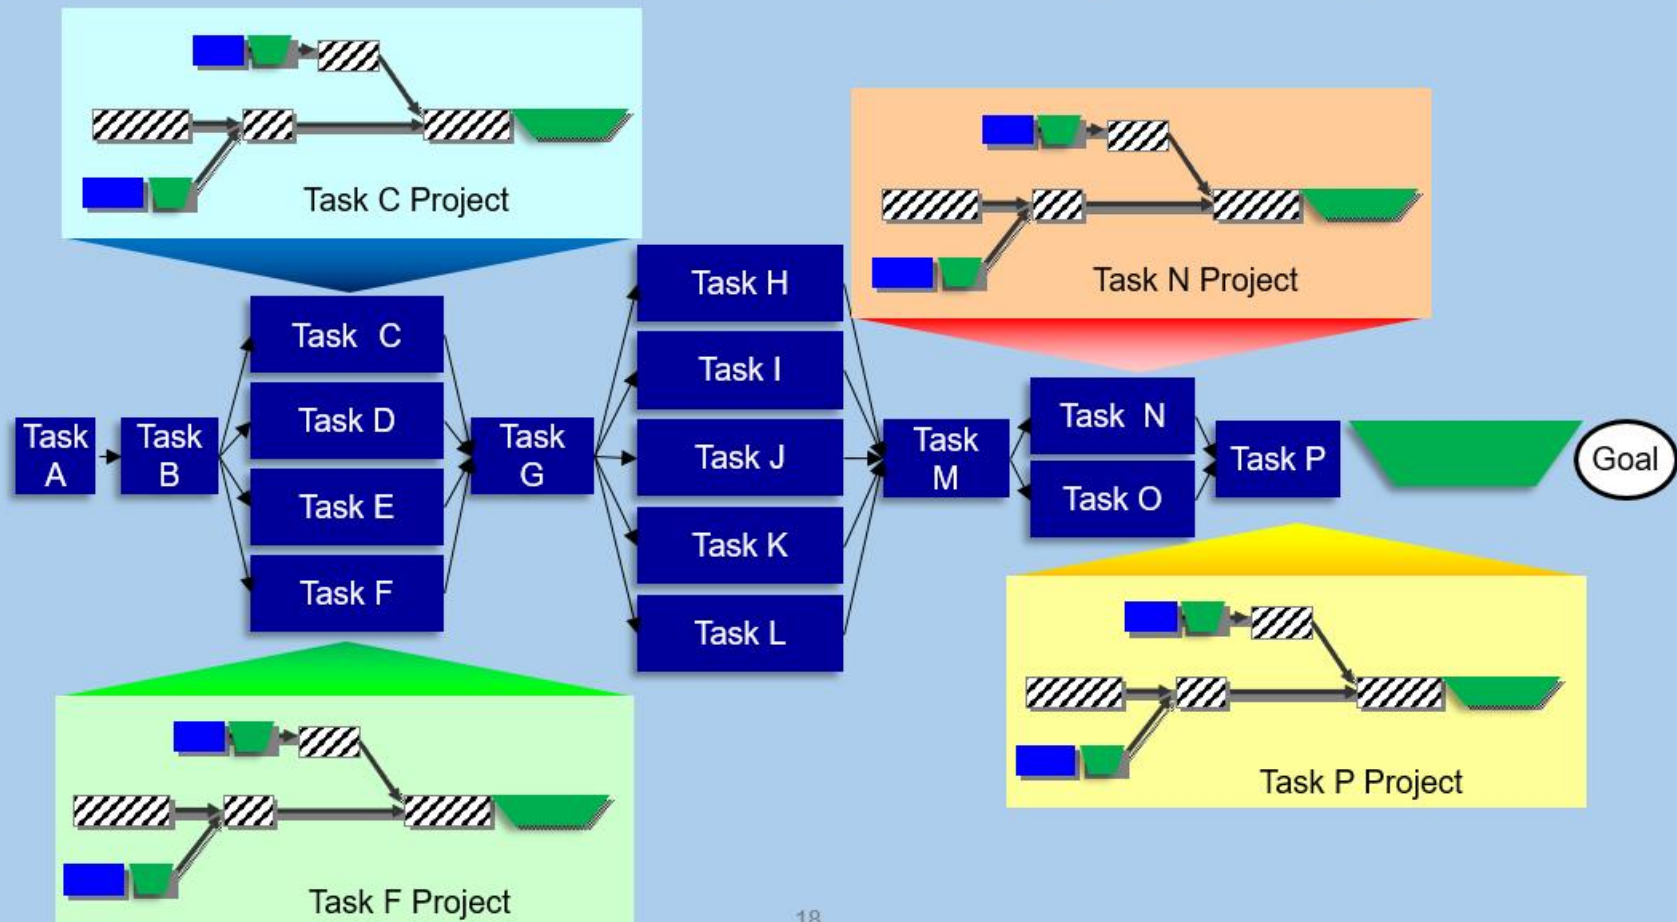 Task C Project
Task N Project
Task H
Task C
Task I
Task D
Task N
Task
A
Task
B
Task
G
Task J
Task
M
Task P
Goal
Task E
Task O
Task K
Task F
Task L
Task P Project
Task F Project
18